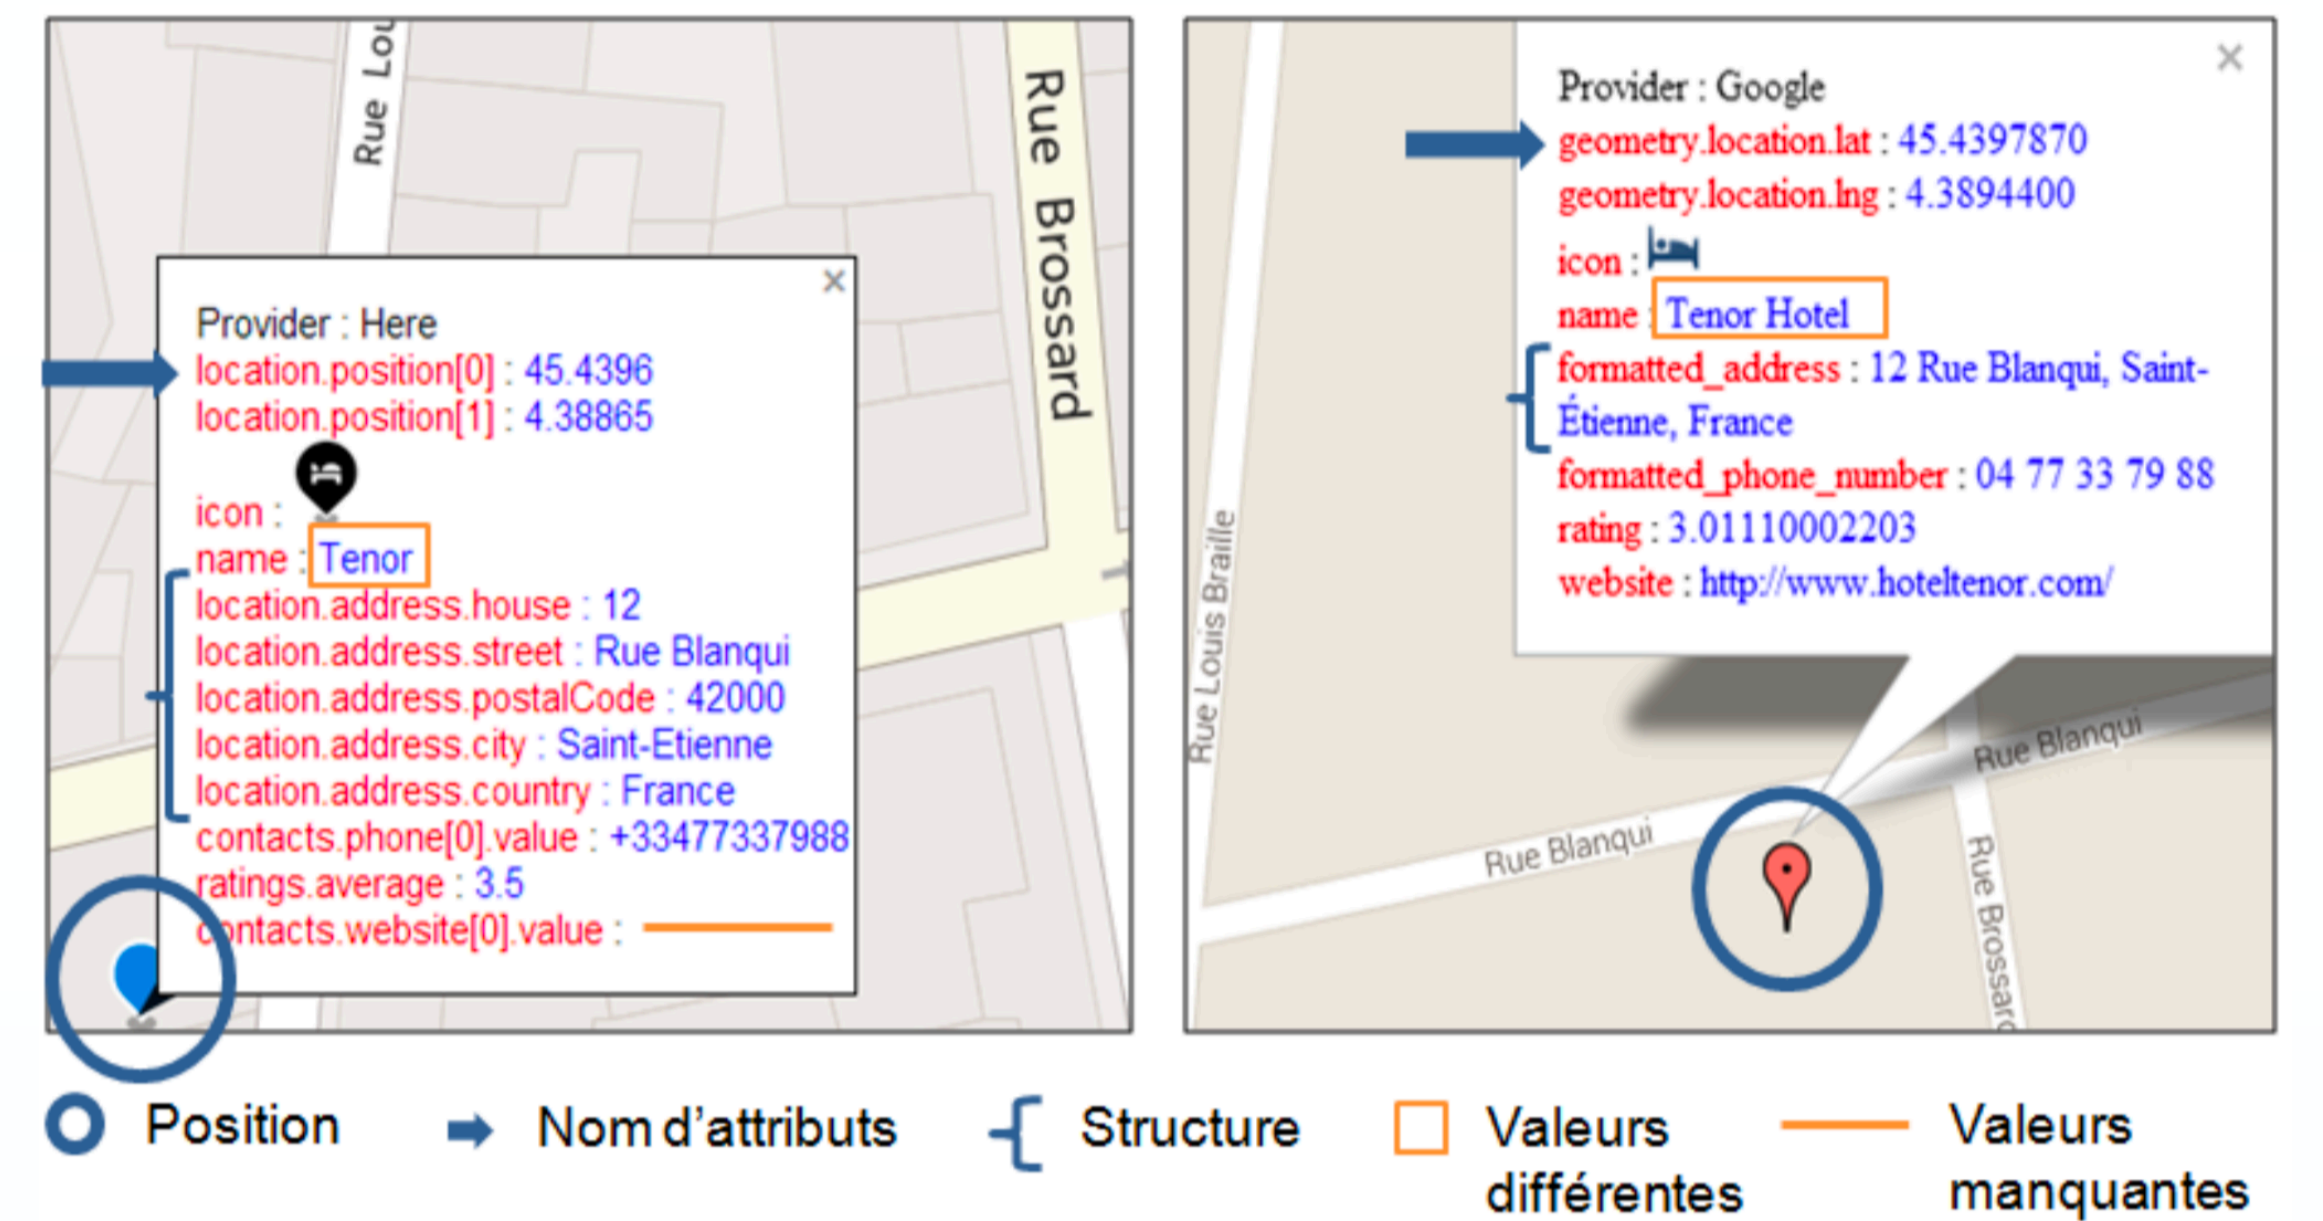 Rue Lou
Rue Brossard
×
Provider : Here
location.position[0] : 45.4396
location.position[1] : 4.38865
icon :
name : Tenor
location.address.house : 12
location.address.street : Rue Blanqui
location.address.postalCode : 42000
location.address.city : Saint-Etienne
location.address.country : France
contacts.phone[0].value : +33477337988
ratings.average : 3.5
contacts.website[0].value :
×
Provider : Google
geometry.location.lat : 45.4397870
geometry.location.lng : 4.3894400
icon :
name : Tenor Hotel
formatted_address : 12 Rue Blanqui, Saint-
Étienne, France
formatted_phone_number : 04 77 33 79 88
rating : 3.01110002203
website : http://www.hoteltenor.com/
Rue Louis Braille
Rue Blanqui
Rue Blanqui
Rue Brossard
Position
Nom d'attributs
Structure
Valeurs
différentes
Valeurs
manquantes